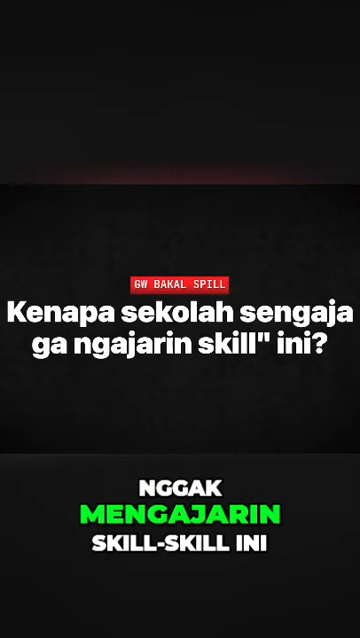 GW BAKAL SPILL
Kenapa sekolah sengaja
ga ngajarin skill" ini?
NGGAK
MENGAJARIN
SKILL-SKILL INI